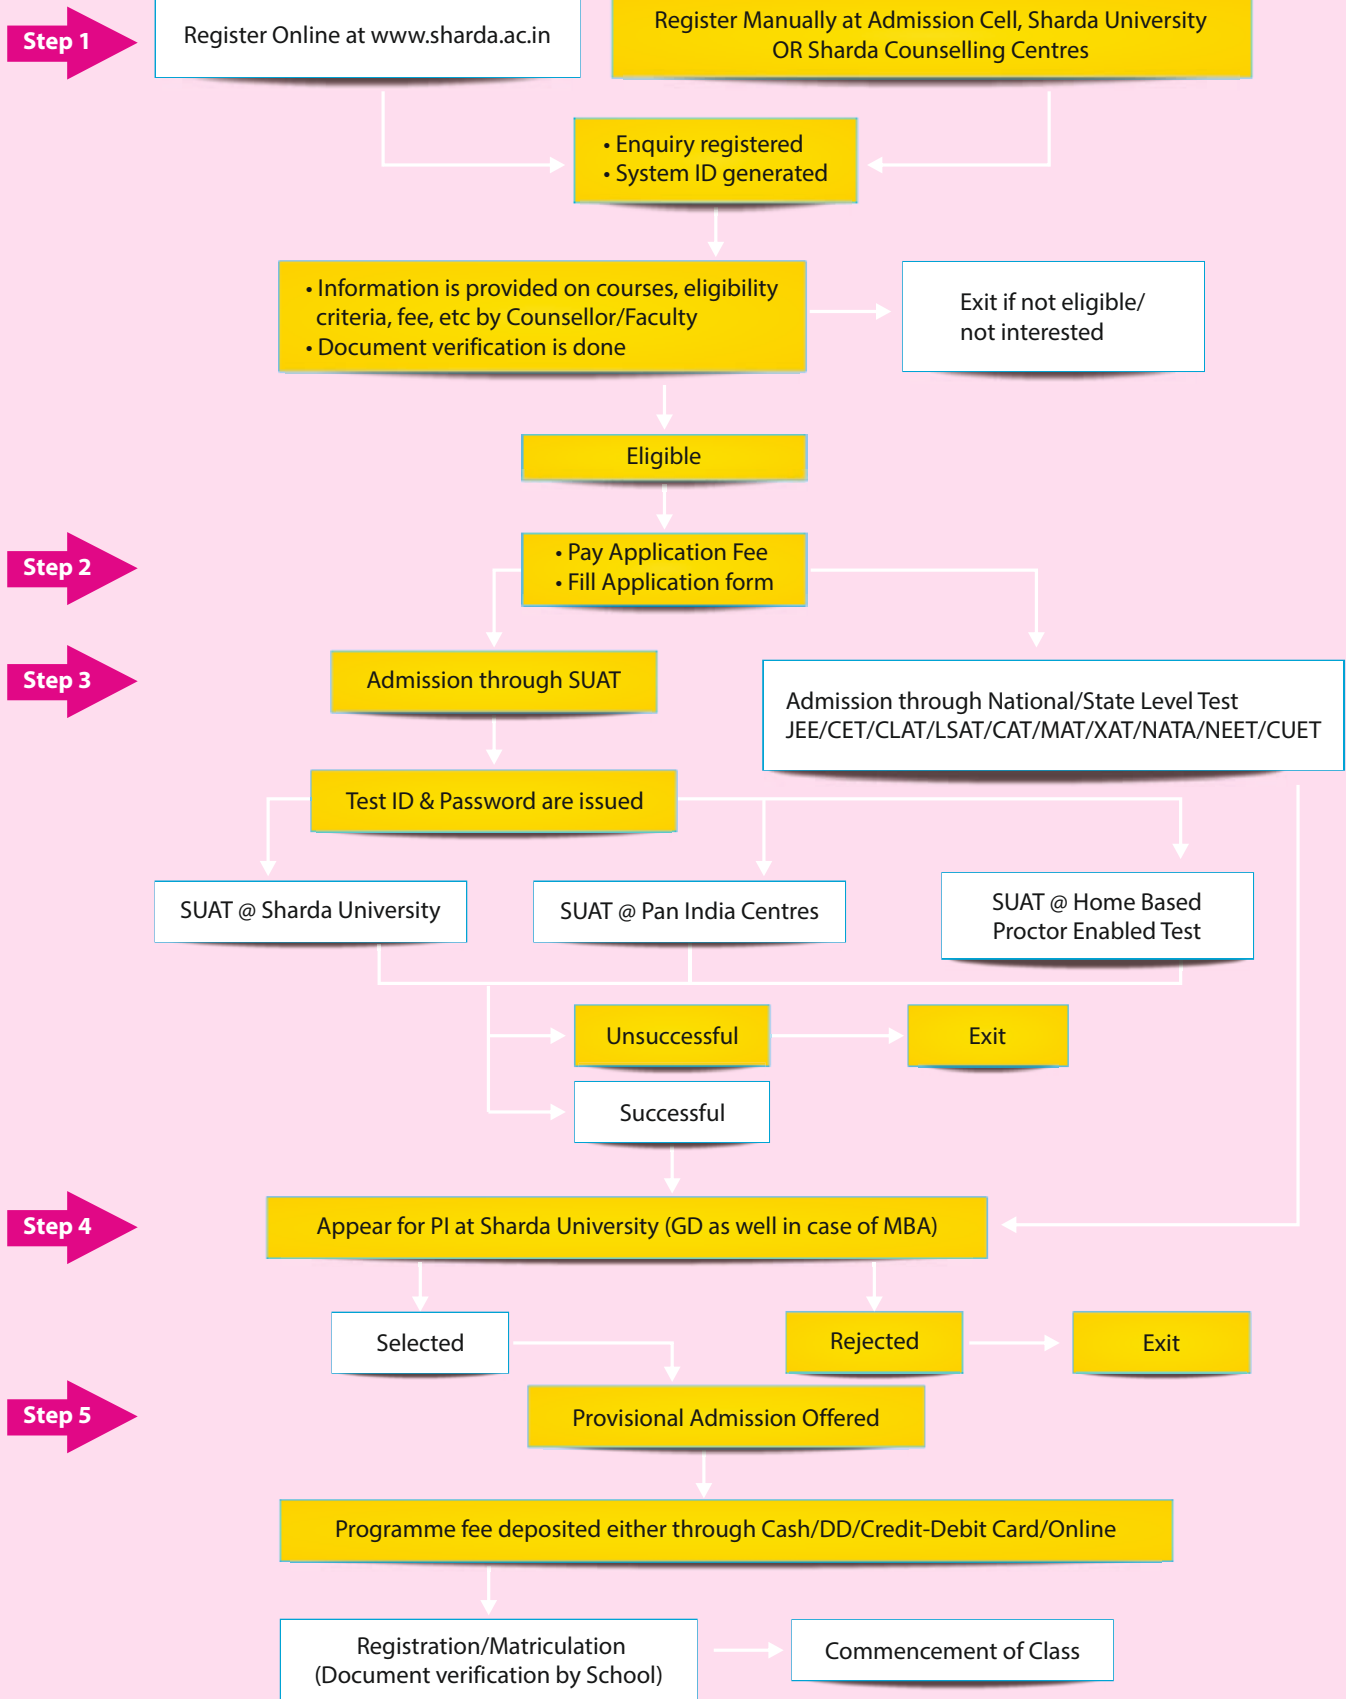 Step 1
Register Online at www.sharda.ac.in
Register Manually at Admission Cell, Sharda University
OR Sharda Counselling Centres
• Enquiry registered
• System ID generated
• Information is provided on courses, eligibility
criteria, fee, etc by Counsellor/Faculty
• Document verification is done
Exit if not eligible/
not interested
Eligible
Step 2
• Pay Application Fee
• Fill Application form
Step 3
Admission through SUAT
Admission through National/State Level Test
JEE/CET/CLAT/LSAT/CAT/MAT/XAT/NATA/NEET/CUET
Test ID & Password are issued
SUAT @ Sharda University
SUAT @ Pan India Centres
SUAT @ Home Based
Proctor Enabled Test
Unsuccessful
Exit
Successful
Step 4
Appear for PI at Sharda University (GD as well in case of MBA)
Selected
Rejected
Exit
Step 5
Provisional Admission Offered
Programme fee deposited either through Cash/DD/Credit-Debit Card/Online
Registration/Matriculation
(Document verification by School)
Commencement of Class